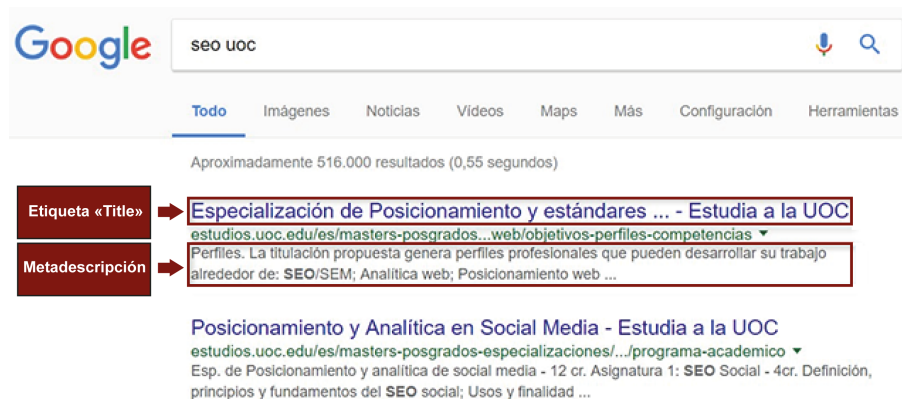 Google
seo uoc
Todo Imágenes Noticias Vídeos Maps Más Configuración Herramientas
Aproximadamente 516.000 resultados (0,55 segundos)
Etiqueta «Title»
Especialización de Posicionamiento y estándares ... - Estudia a la UOC
estudios.uoc.edu/es/masters-posgrados...web/objetivos-perfiles-competencias
Metadescripción
Perfiles. La titulación propuesta genera perfiles profesionales que pueden desarrollar su trabajo
alrededor de: SEO/SEM; Analítica web; Posicionamiento web ...
Posicionamiento y Analítica en Social Media - Estudia a la UOC
estudios.uoc.edu/es/masters-posgrados-especializaciones/.../programa-academico
Esp. de Posicionamiento y analítica de social media - 12 cr. Asignatura 1: SEO Social - 4cr. Definición,
principios y fundamentos del SEO social; Usos y finalidad ...